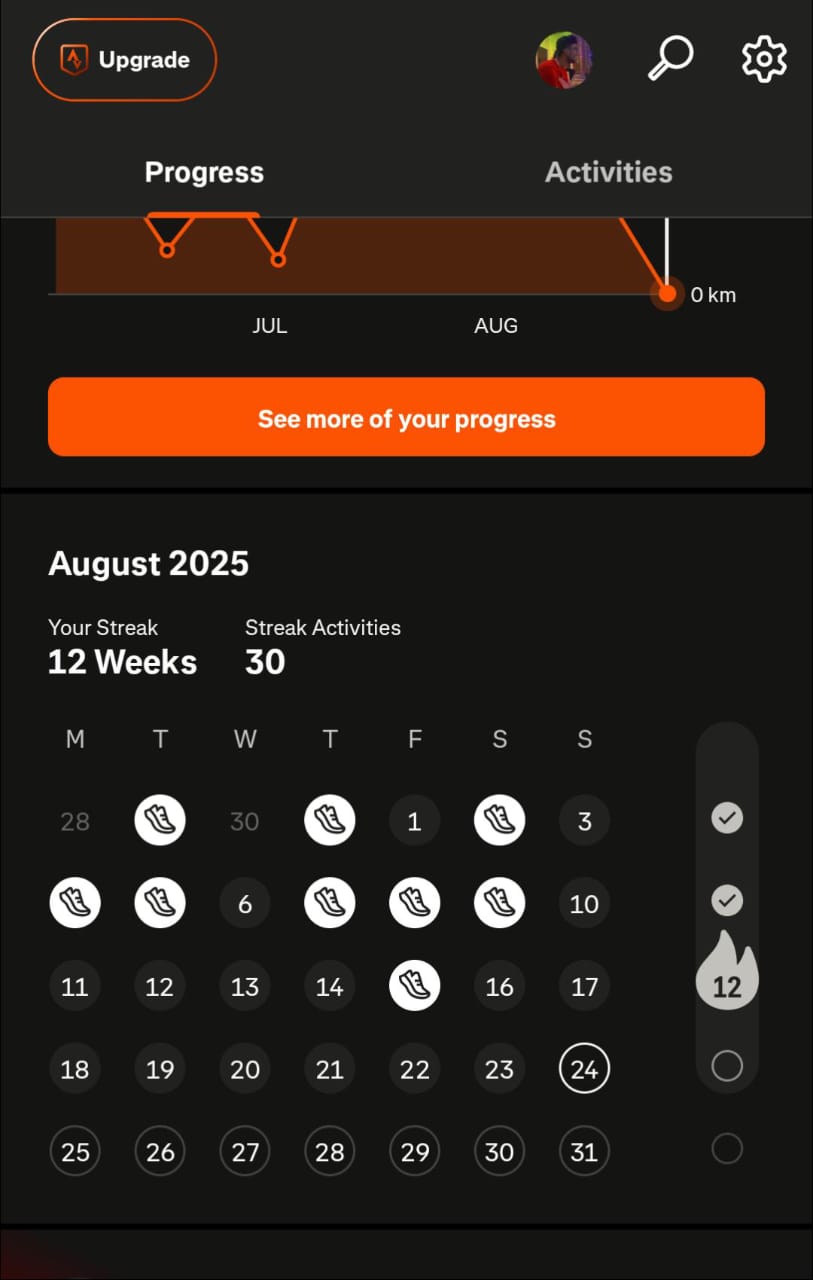 Upgrade
Progress Activities
0 km
JUL AUG
See more of your progress
August 2025
Your Streak Streak Activities
12 Weeks 30
M T W T F S S
28 30 1 3
6 10
11 12 13 14 16 17 12
18 19 20 21 22 23 24
25 26 27 28 29 30 31